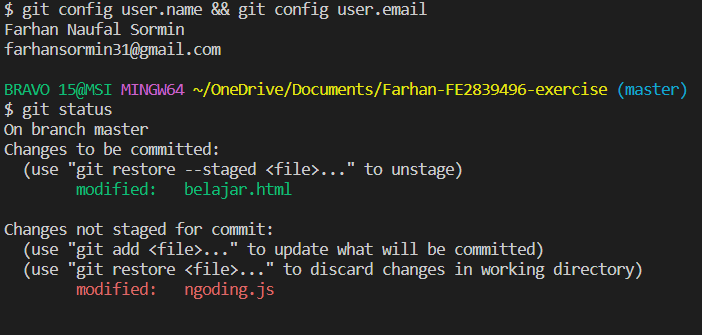 $ git config user.name && git config user.email
Farhan Naufal Sormin
farhansormin31@gmail.com
BRAVO 15@MSI MINGW64 ~/OneDrive/Documents/Farhan-FE2839496-exercise (master)
$ git status
On branch master
Changes to be committed:
  (use "git restore --staged <file>..." to unstage)
        modified:   belajar.html
Changes not staged for commit:
  (use "git add <file>..." to update what will be committed)
  (use "git restore <file>..." to discard changes in working directory)
        modified:   ngoding.js